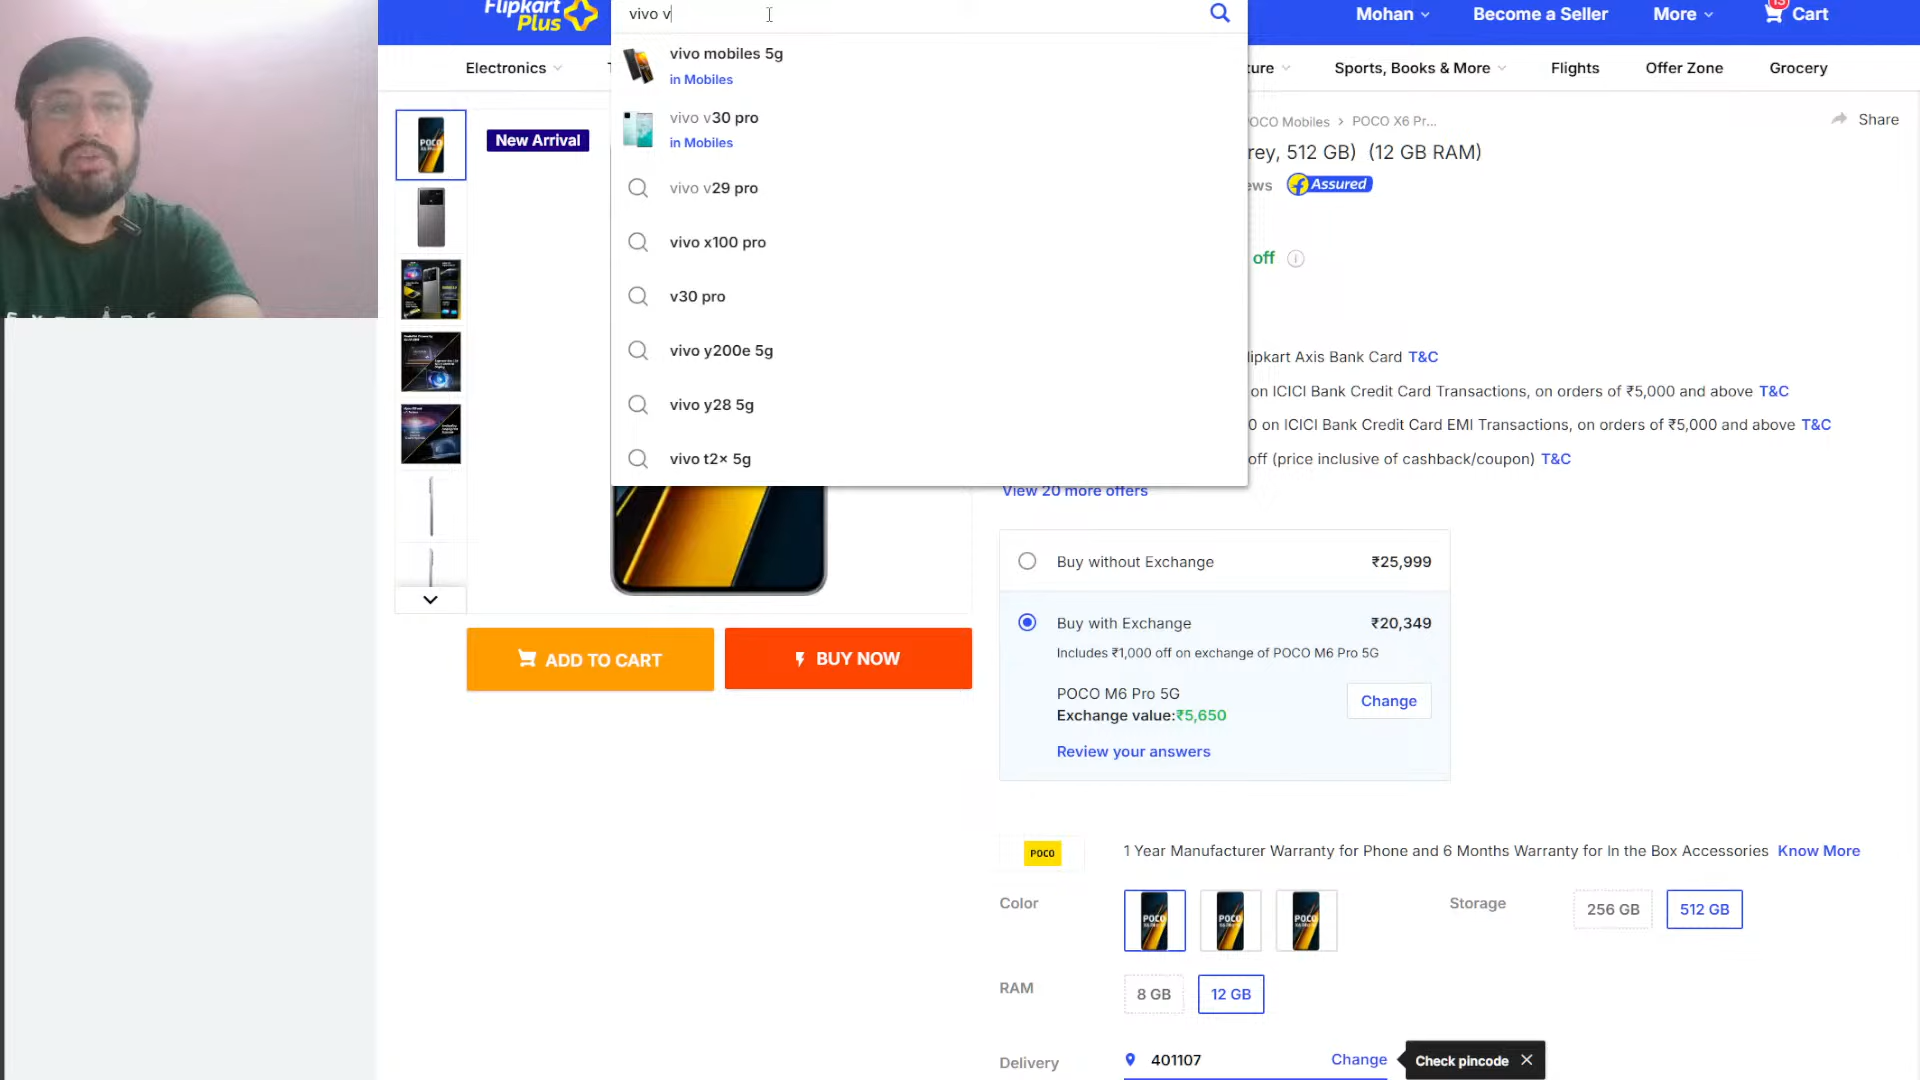 Flipkart
Plus
vivo v
Mohan
Become a Seller
More
13
Cart
Electronics
ture
Sports, Books & More
Flights
Offer Zone
Grocery
vivo mobiles 5g
in Mobiles
vivo v30 pro
in Mobiles
vivo v29 pro
vivo x100 pro
v30 pro
vivo y200e 5g
vivo y28 5g
vivo t2x 5g
New Arrival
POCO
OCO Mobiles > POCO X6 Pr...
Share
rey, 512 GB) (12 GB RAM)
ews
Assured
off
lipkart Axis Bank Card T&C
on ICICI Bank Credit Card Transactions, on orders of ₹5,000 and above T&C
0 on ICICI Bank Credit Card EMI Transactions, on orders of ₹5,000 and above T&C
off (price inclusive of cashback/coupon) T&C
View 20 more offers
Buy without Exchange
₹25,999
Buy with Exchange
₹20,349
Includes ₹1,000 off on exchange of POCO M6 Pro 5G
POCO M6 Pro 5G
Exchange value:₹5,650
Change
Review your answers
ADD TO CART
BUY NOW
POCO
1 Year Manufacturer Warranty for Phone and 6 Months Warranty for In the Box Accessories Know More
Color
POCO
POCO
POCO
Storage
256 GB
512 GB
RAM
8 GB
12 GB
Delivery
401107
Change
Check pincode